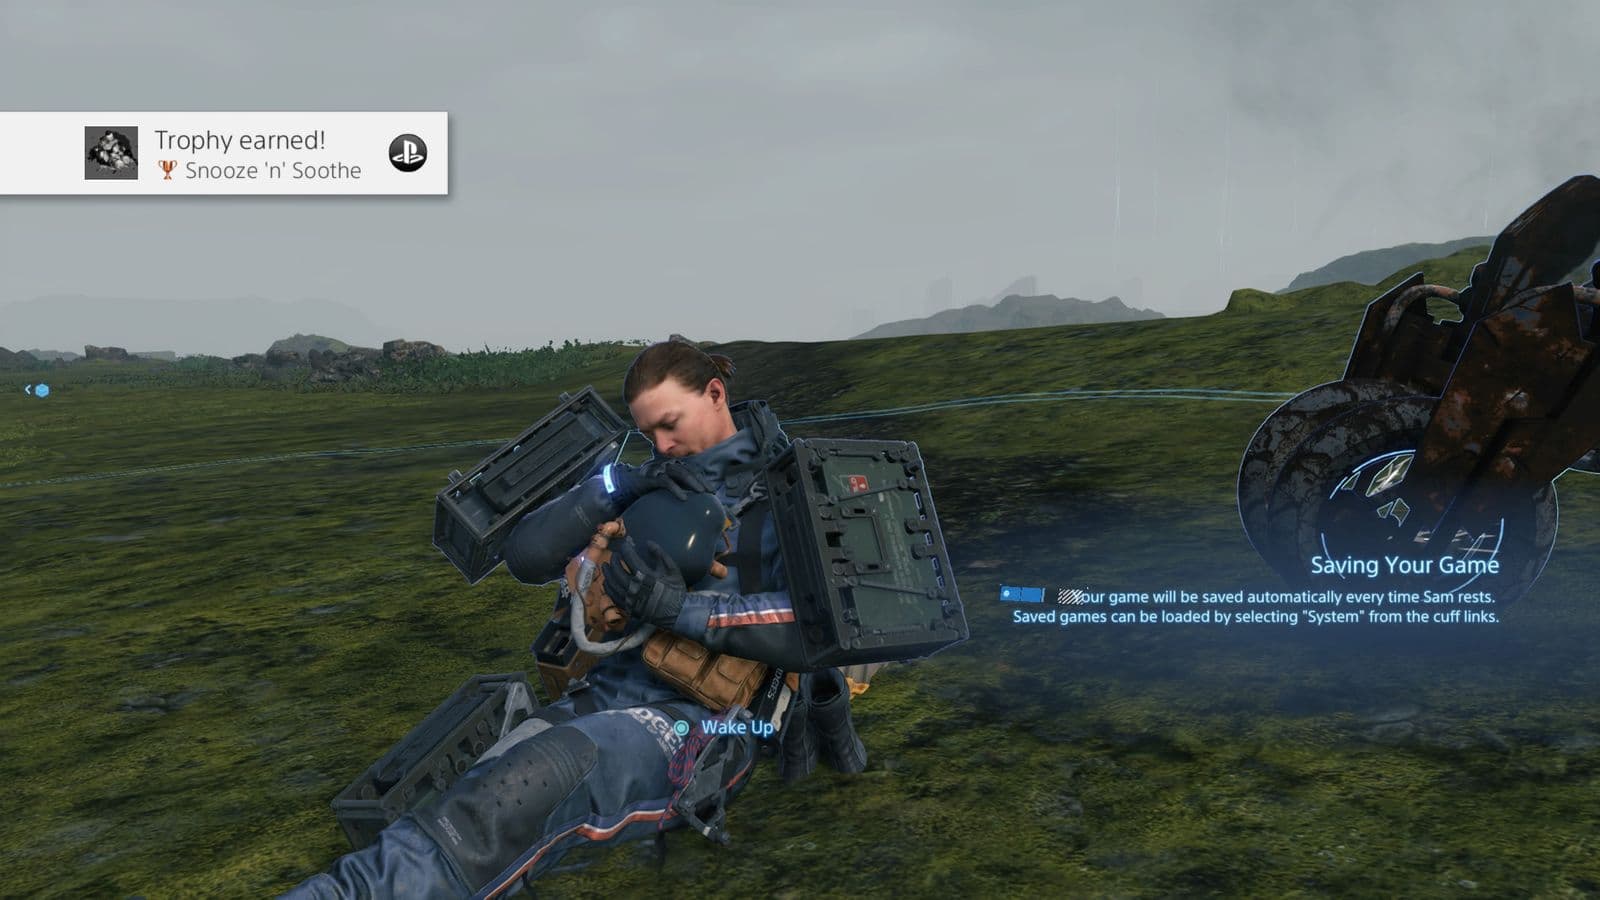 Trophy earned!
Snooze 'n' Soothe
Saving Your Game
our game will be saved automatically every time Sam rests.
Saved games can be loaded by selecting "System" from the cuff links.
Wake Up